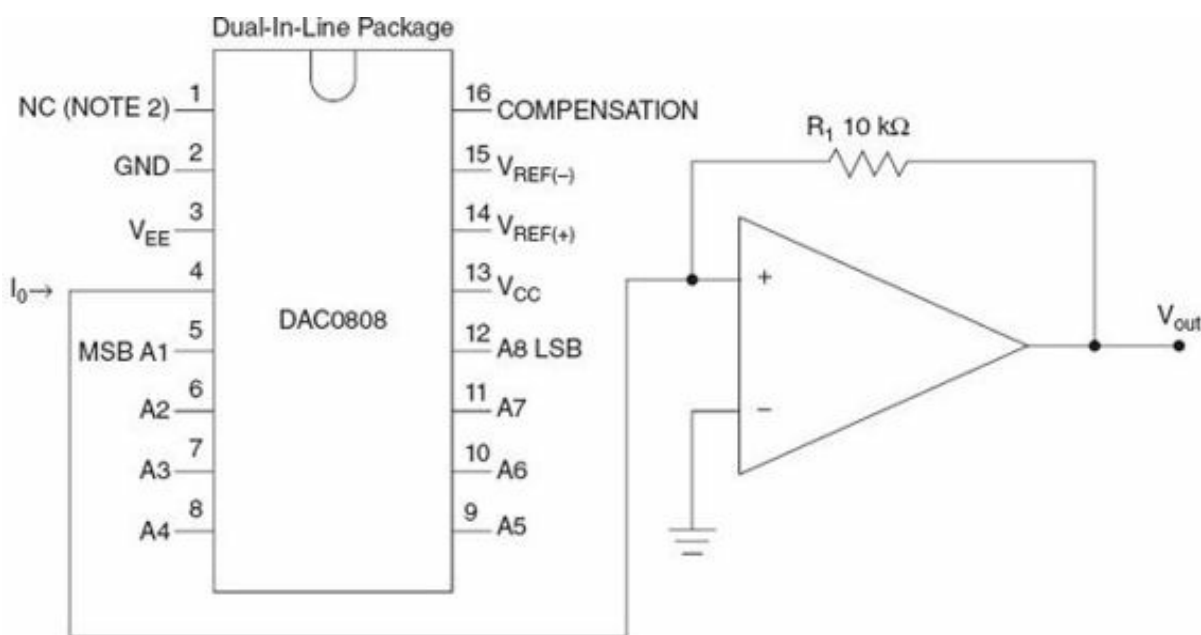 Dual-In-Line Package
NC (NOTE 2) 1
GND 2
VEE 3
I0→ 4
MSB A1 5
A2 6
A3 7
A4 8
DAC0808
16 COMPENSATION
15 VREF(–)
14 VREF(+)
13 VCC
12 A8 LSB
11 A7
10 A6
9 A5
R1 10 kΩ
+
–
Vout